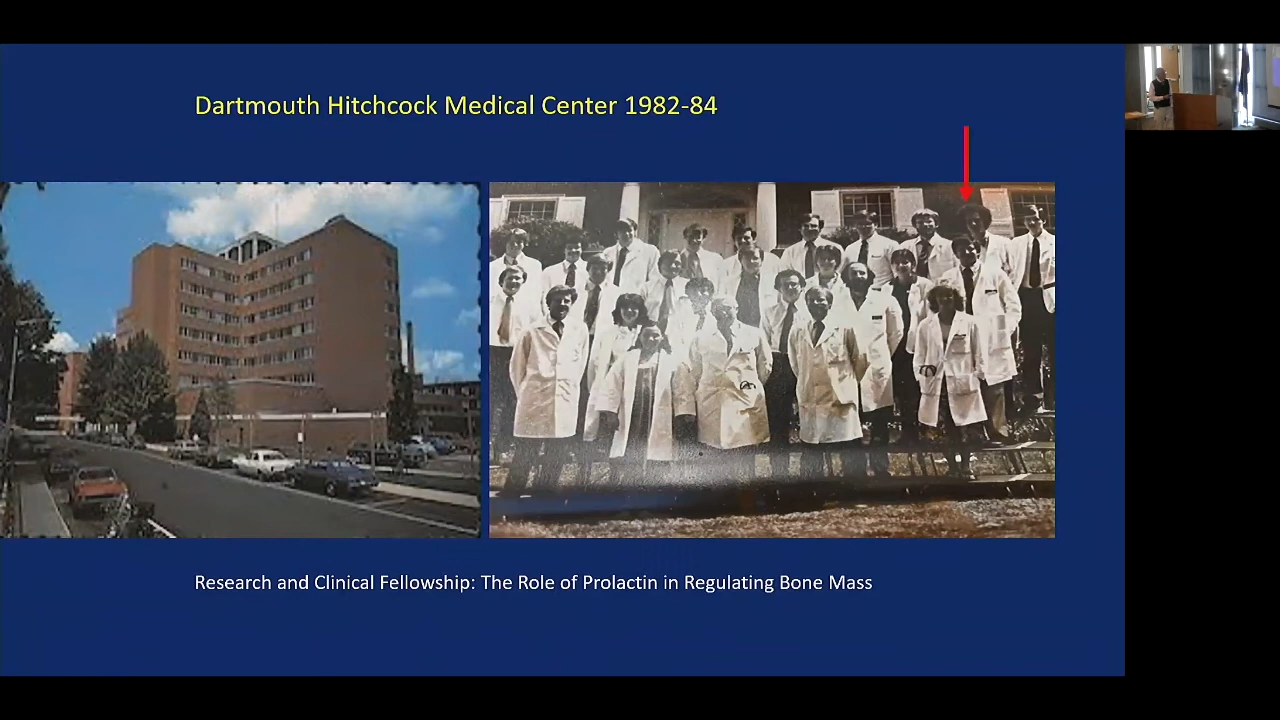 Dartmouth Hitchcock Medical Center 1982-84
Research and Clinical Fellowship: The Role of Prolactin in Regulating Bone Mass